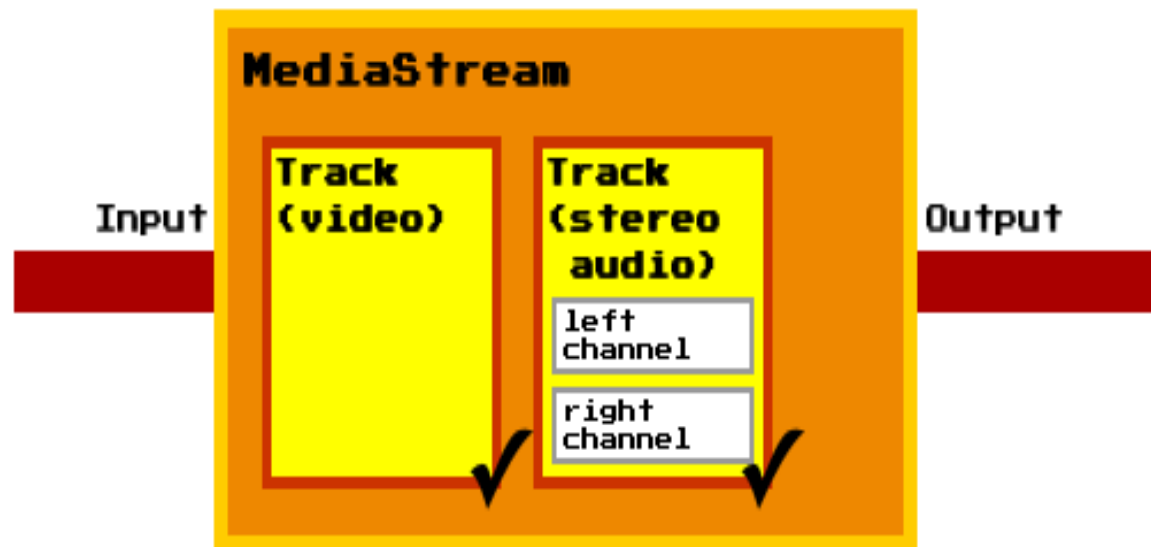 MediaStream
Input
Track
(video)
Track
(stereo
audio)
left
channel
right
channel
Output